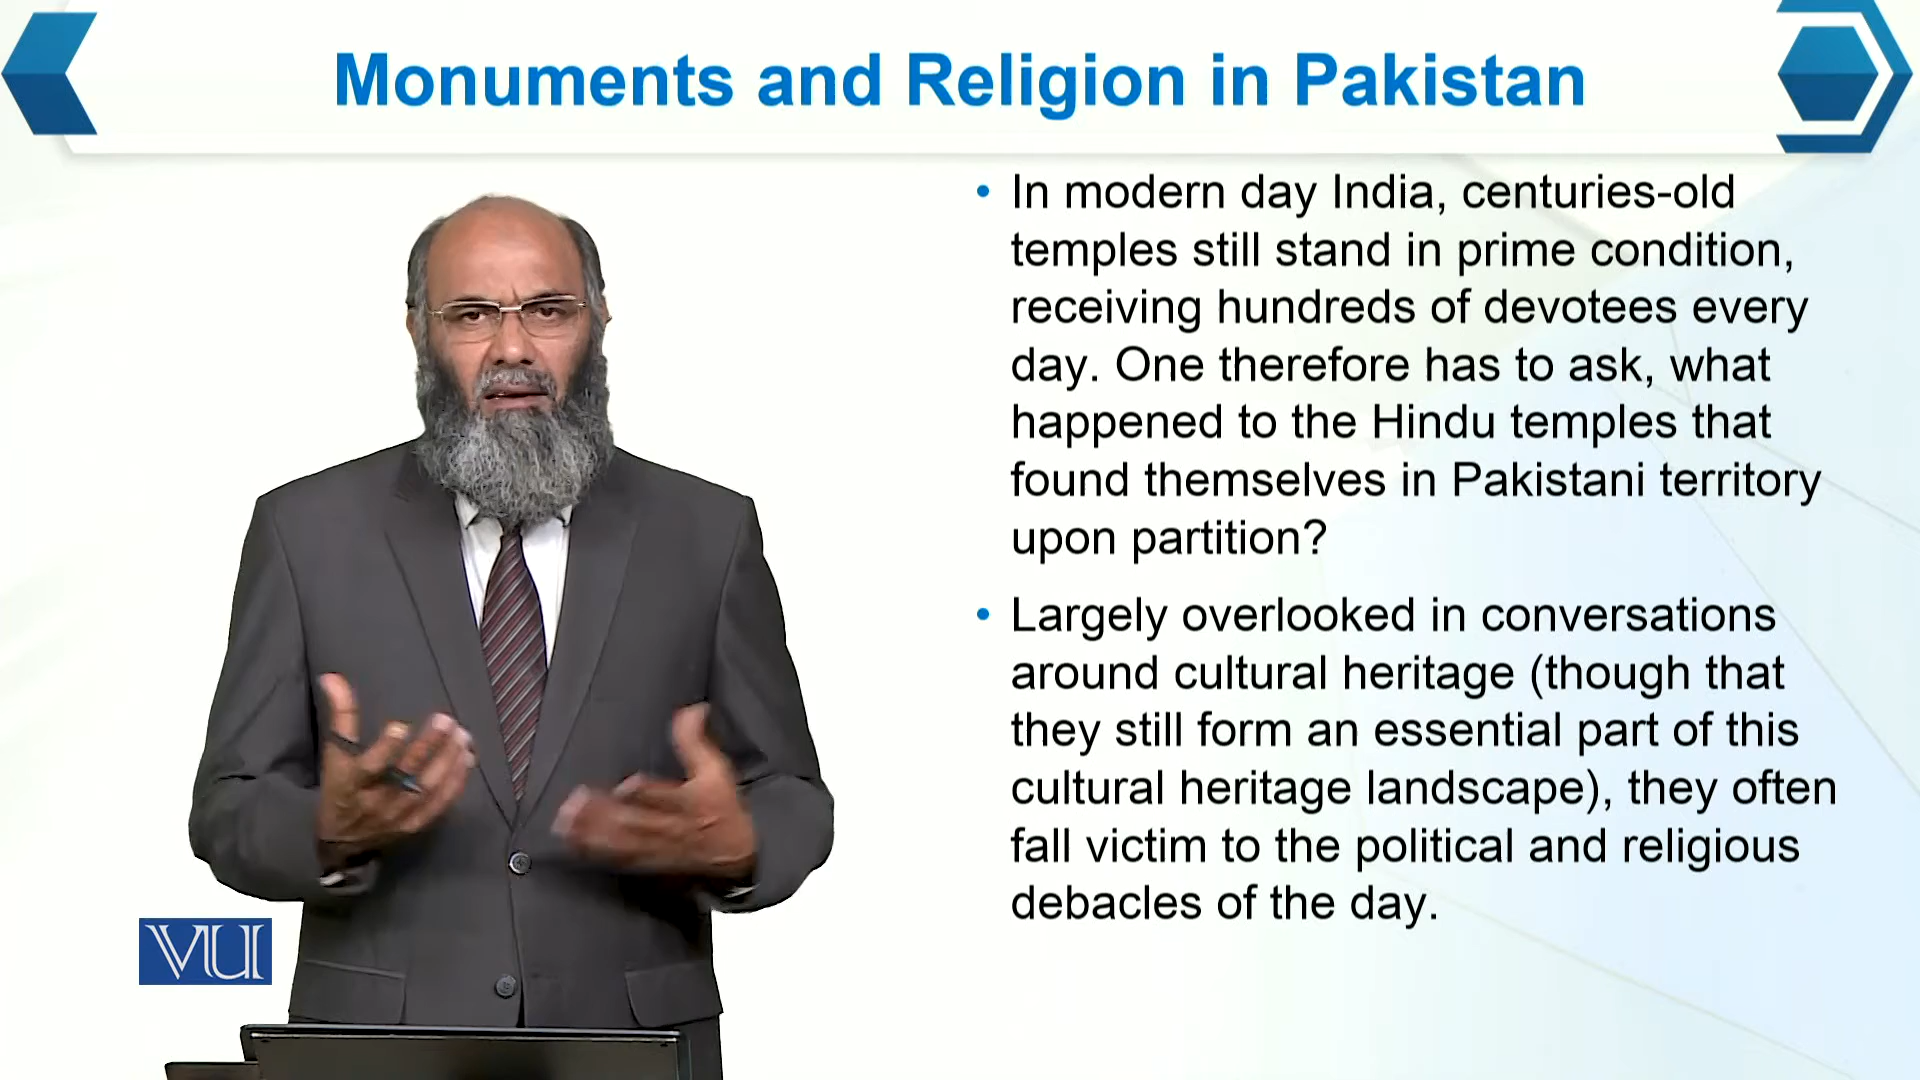 Monuments and Religion in Pakistan
• In modern day India, centuries-old
temples still stand in prime condition,
receiving hundreds of devotees every
day. One therefore has to ask, what
happened to the Hindu temples that
found themselves in Pakistani territory
upon partition?
• Largely overlooked in conversations
around cultural heritage (though that
they still form an essential part of this
cultural heritage landscape), they often
fall victim to the political and religious
debacles of the day.
VU